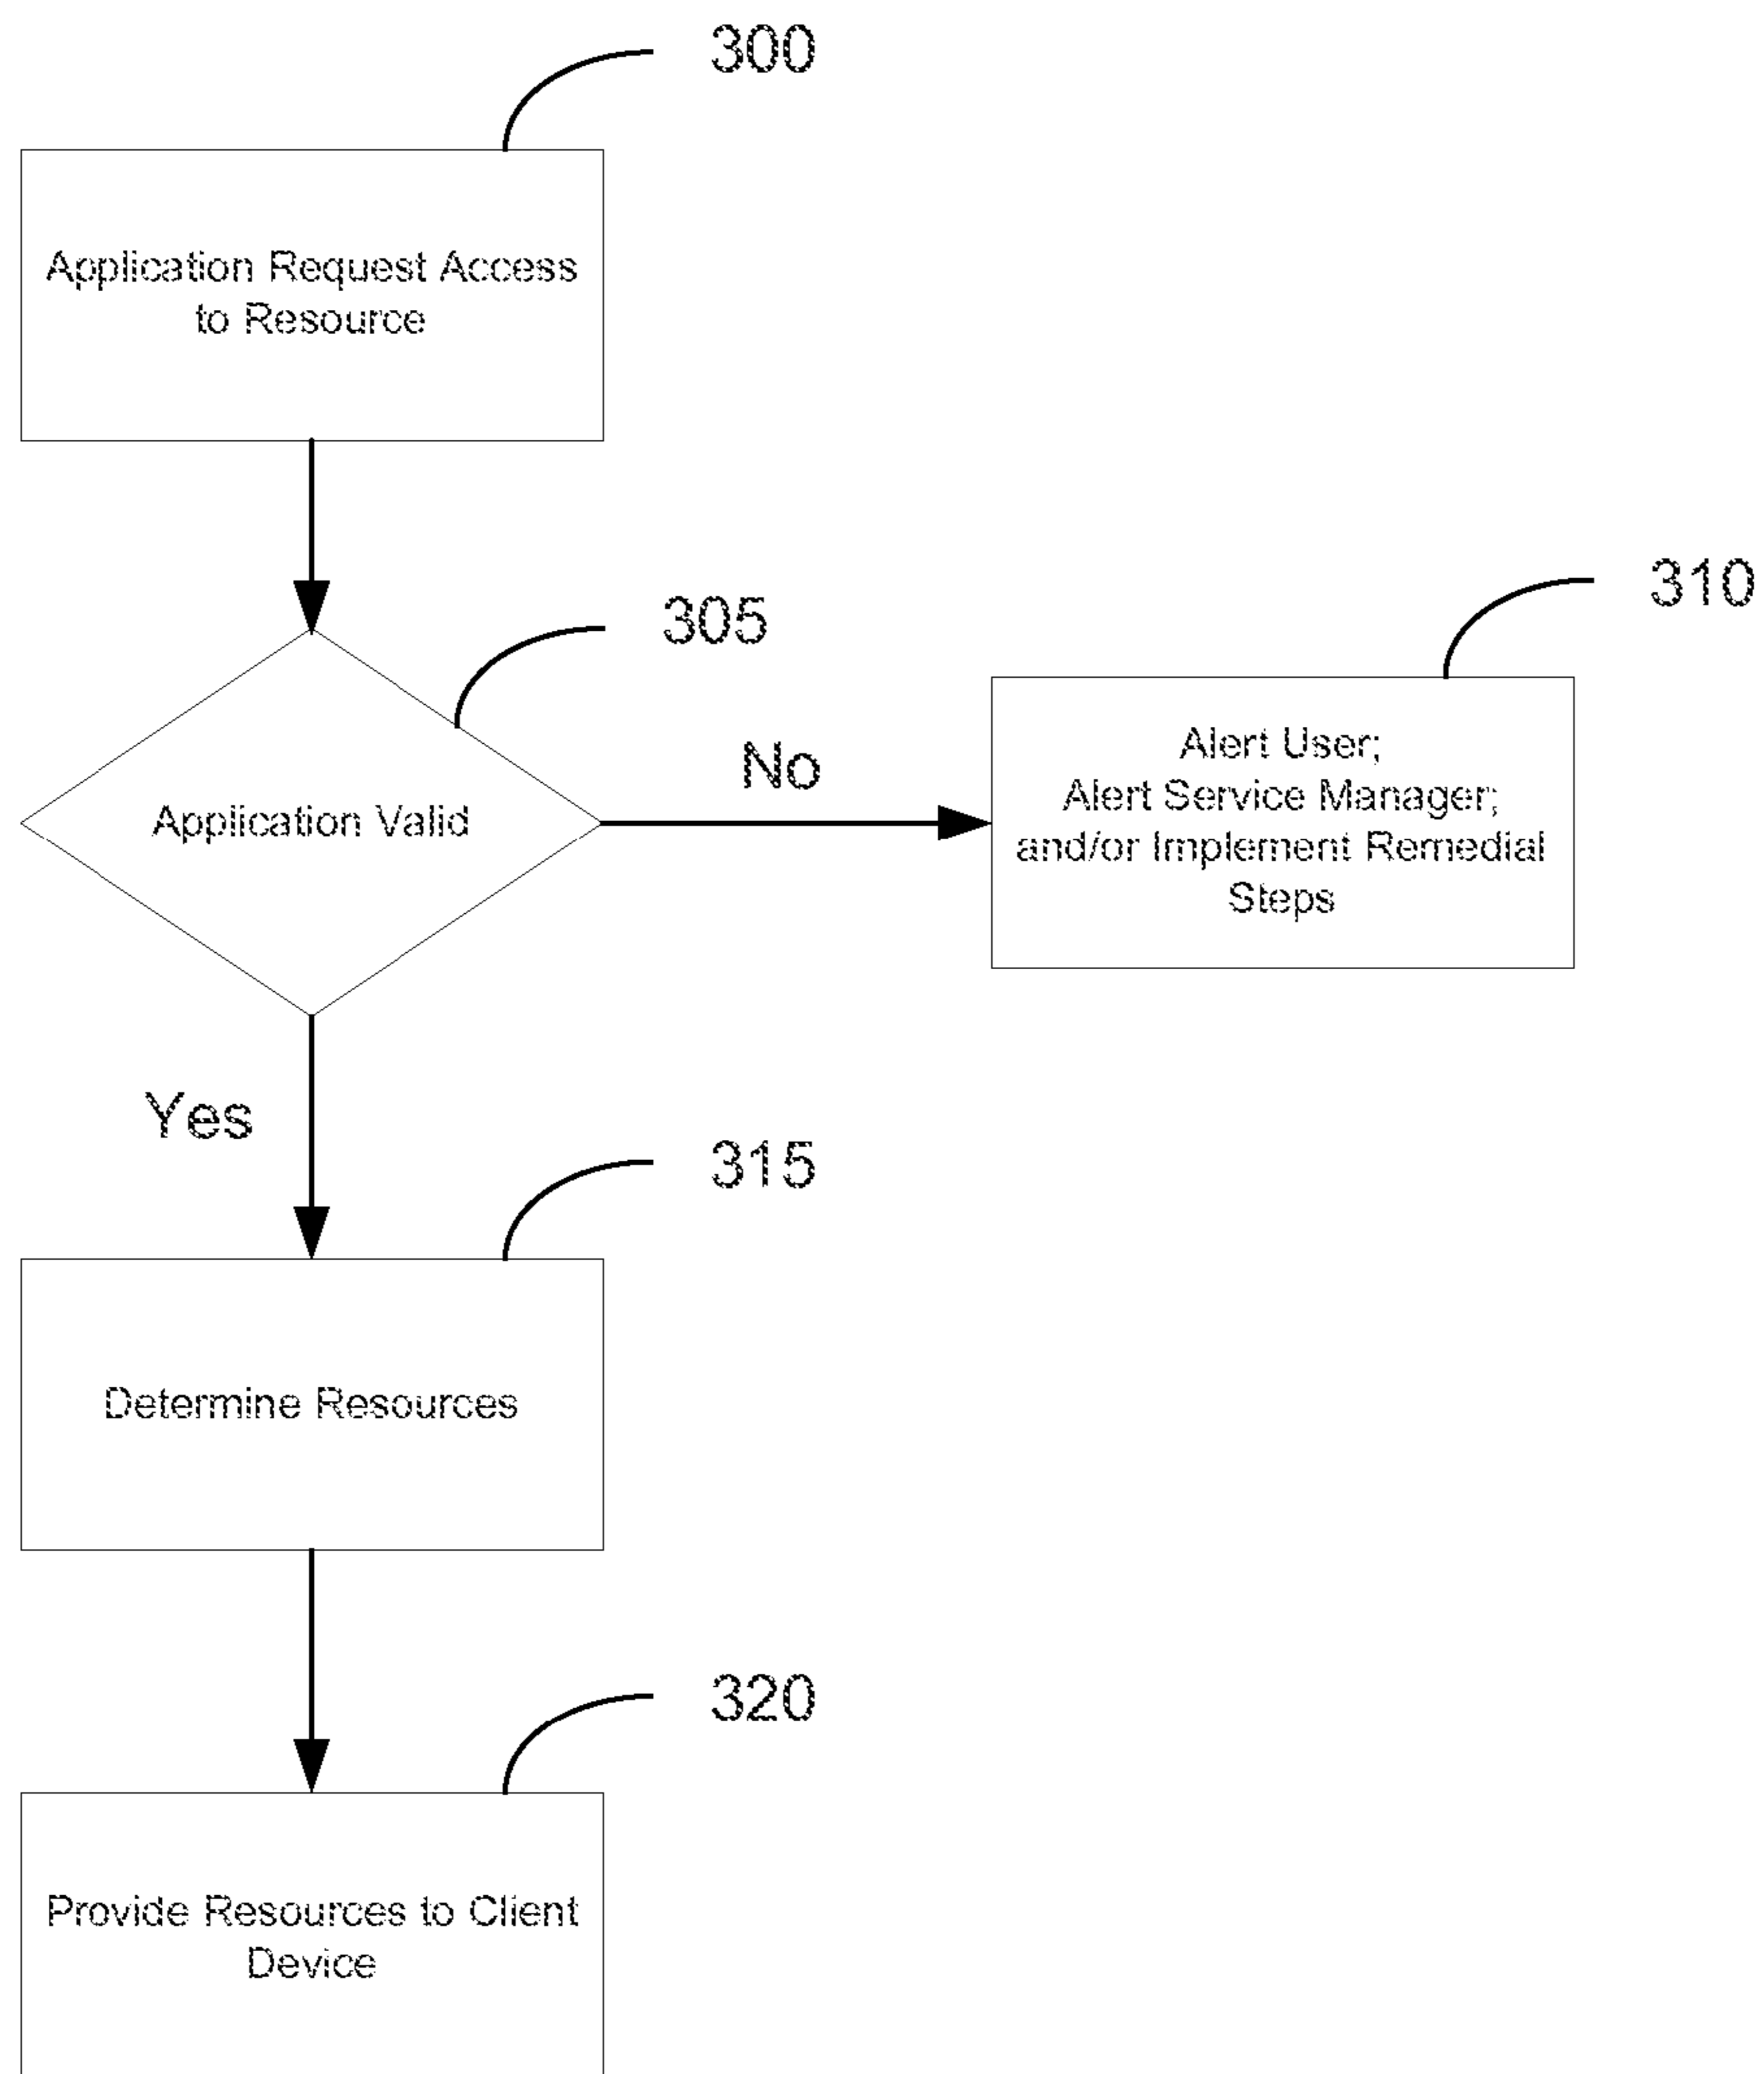 300
Application Request Access
to Resource
305
Application Valid
No
310
Alert User;
Alert Service Manager;
and/or Implement Remedial
Steps
Yes
315
Determine Resources
320
Provide Resources to Client
Device